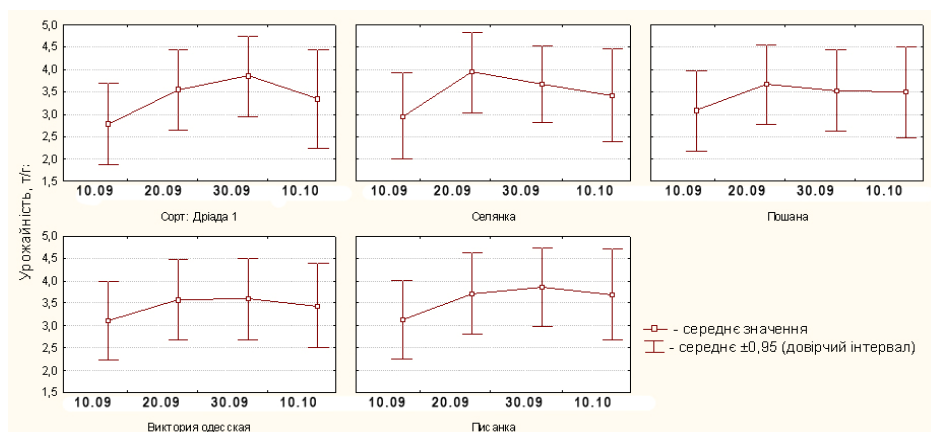 Урожайність, т/г:
5,0
4,5
4,0
3,5
3,0
2,5
2,0
1,5
10.09 20.09 30.09 10.10
Сорт: Дріада 1
10.09 20.09 30.09 10.10
Селянка
10.09 20.09 30.09 10.10
Пошана
5,0
4,5
4,0
3,5
3,0
2,5
2,0
1,5
10.09 20.09 30.09 10.10
Виктория одесская
10.09 20.09 30.09 10.10
Писанка
- середнє значення
- середнє ±0,95 (довірчий інтервал)